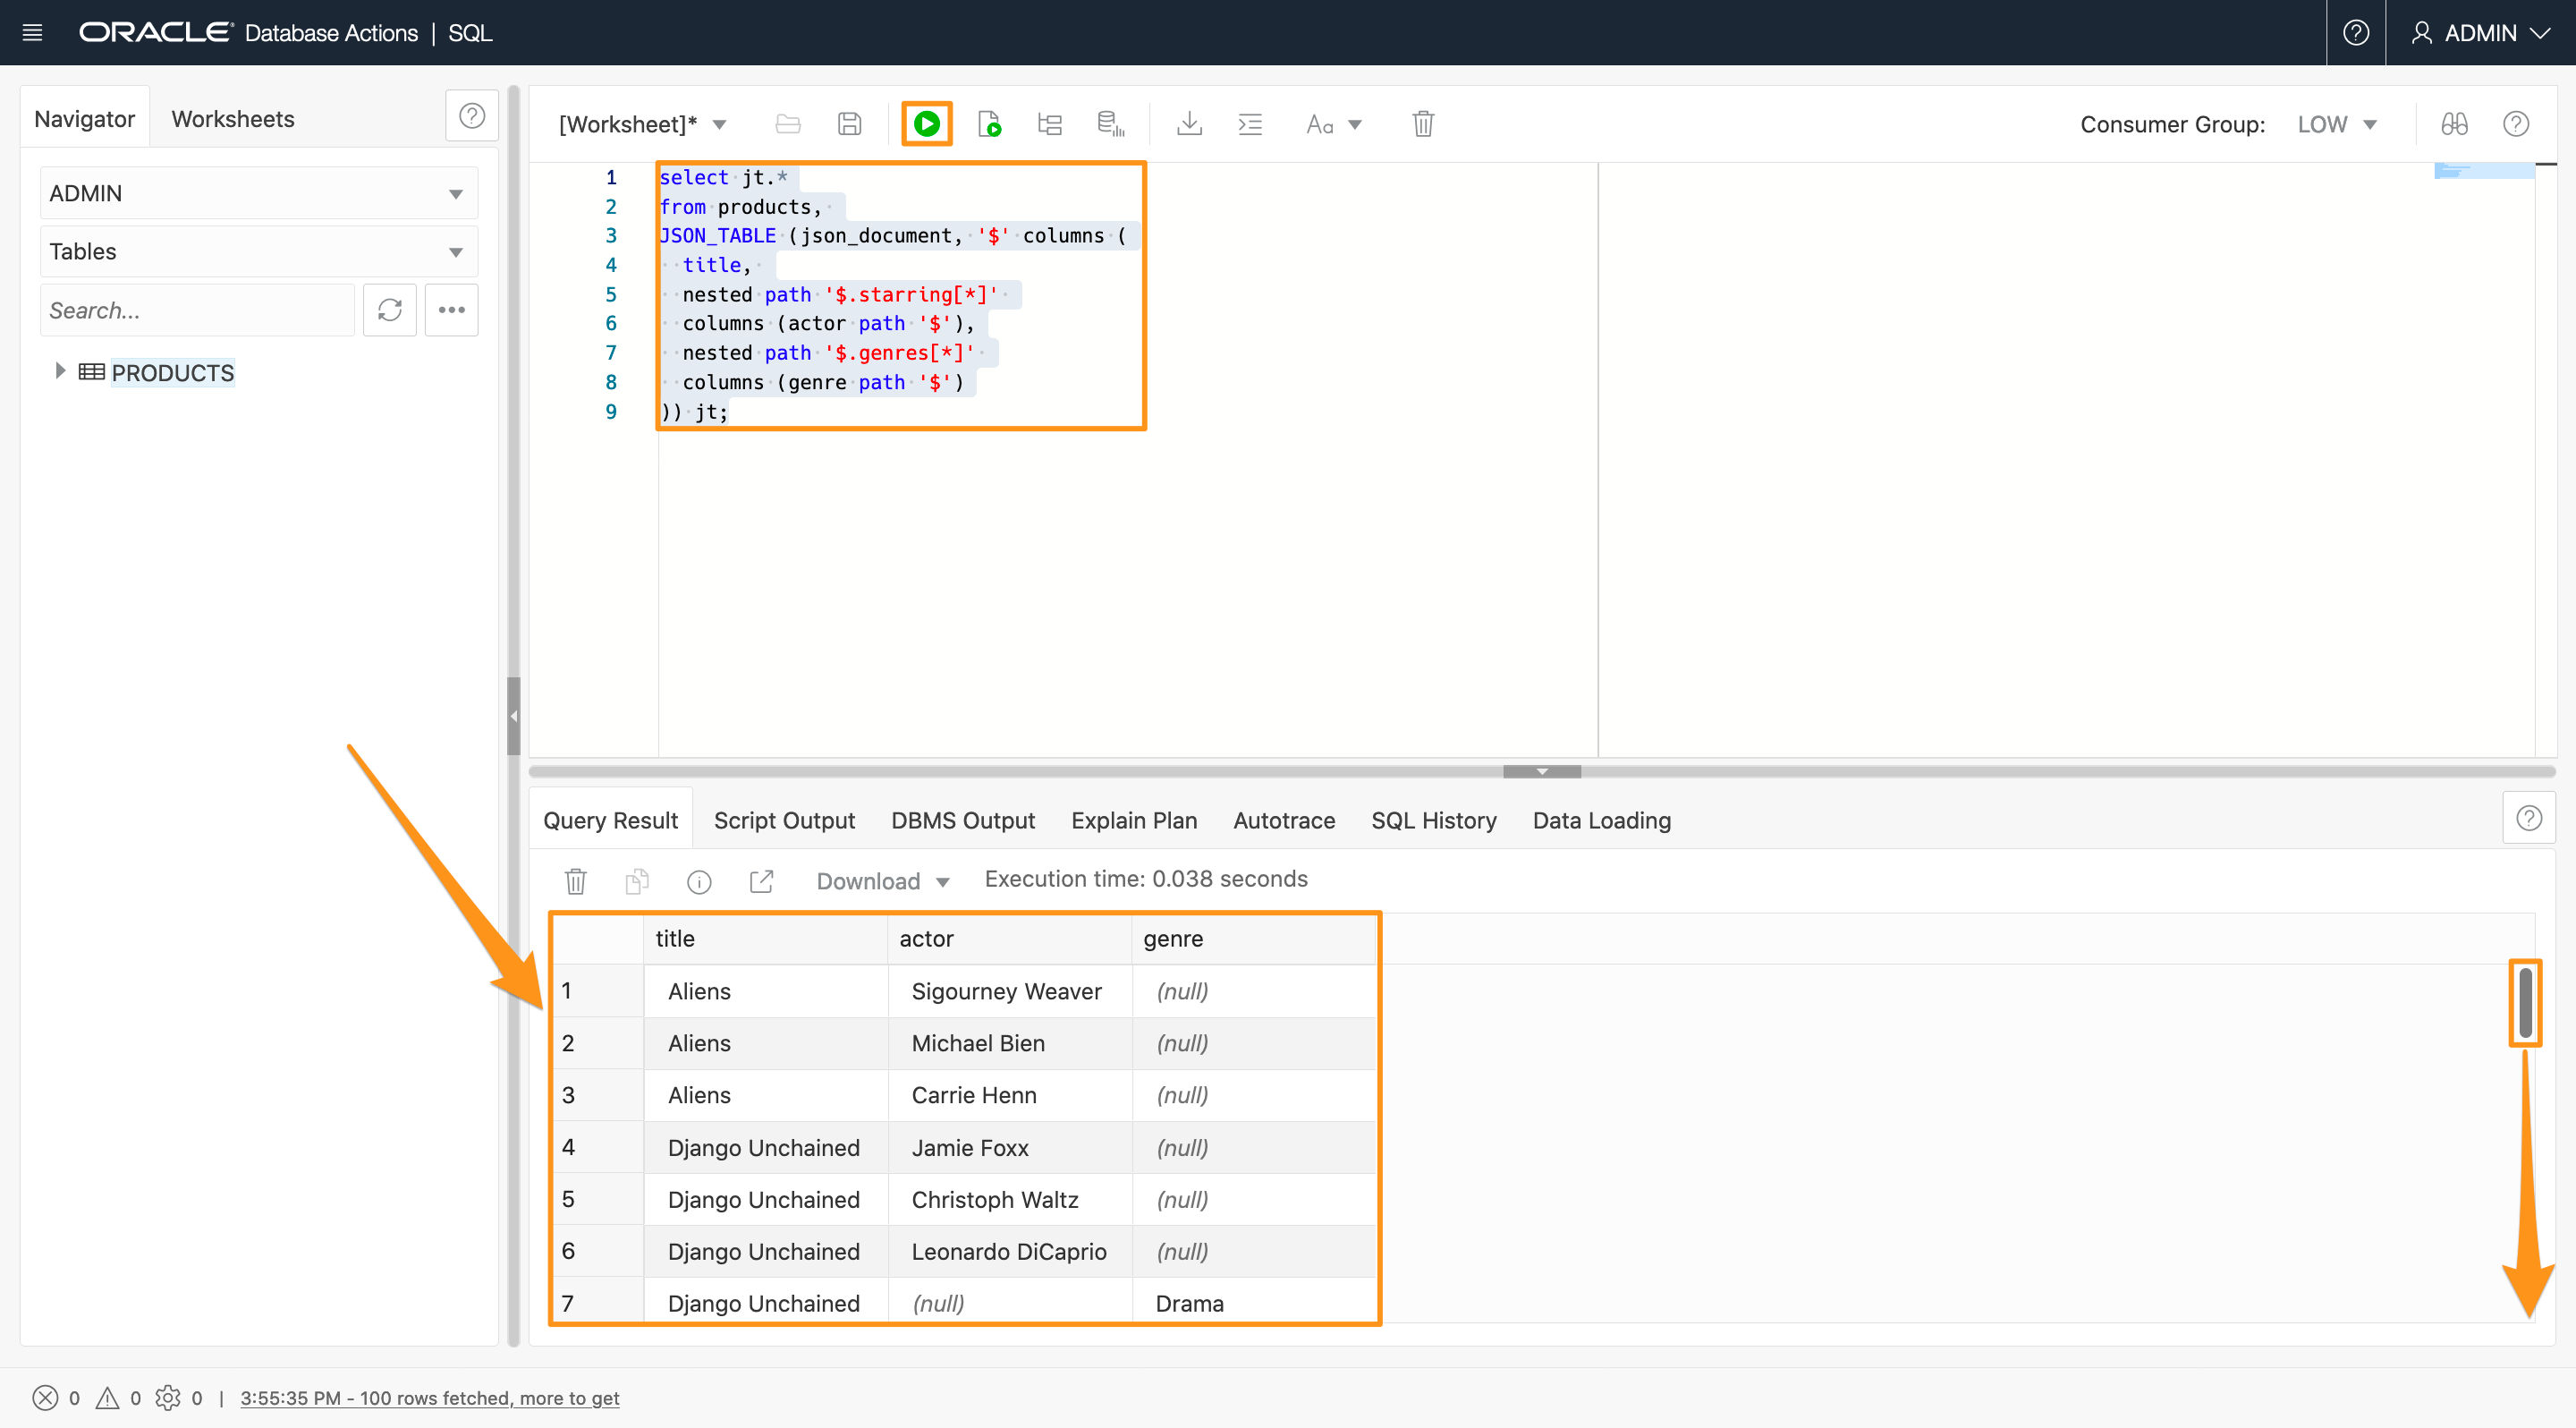 ORACLE Database Actions | SQL
ADMIN
Navigator
Worksheets
ADMIN
Tables
Search...
PRODUCTS
[Worksheet]*
Aa
Consumer Group: LOW
1 select jt.*
2 from products,
3 JSON_TABLE (json_document, '$' columns (
4 title,
5 nested path '$.starring[*]'
6 columns (actor path '$'),
7 nested path '$.genres[*]'
8 columns (genre path '$')
9 )) jt;
Query Result Script Output DBMS Output Explain Plan Autotrace SQL History Data Loading
Download Execution time: 0.038 seconds
title actor genre
1 Aliens Sigourney Weaver (null)
2 Aliens Michael Bien (null)
3 Aliens Carrie Henn (null)
4 Django Unchained Jamie Foxx (null)
5 Django Unchained Christoph Waltz (null)
6 Django Unchained Leonardo DiCaprio (null)
7 Django Unchained (null) Drama
0 0 0 | 3:55:35 PM - 100 rows fetched, more to get